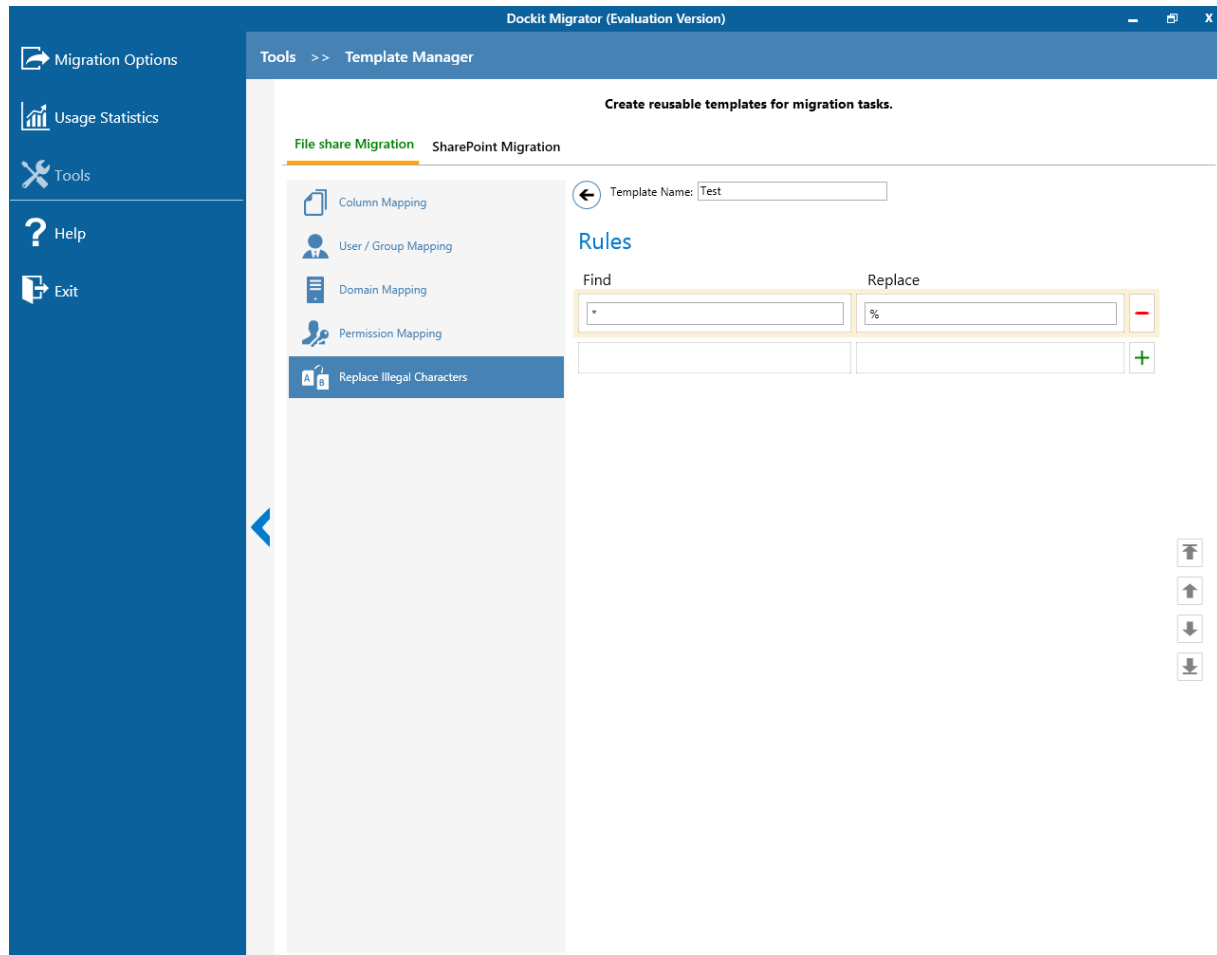 Dockit Migrator (Evaluation Version)
Migration Options
Usage Statistics
Tools
Help
Exit
Tools >> Template Manager
Create reusable templates for migration tasks.
File share Migration SharePoint Migration
Column Mapping
User / Group Mapping
Domain Mapping
Permission Mapping
Replace Illegal Characters
Template Name: Test
Rules
Find Replace
* %